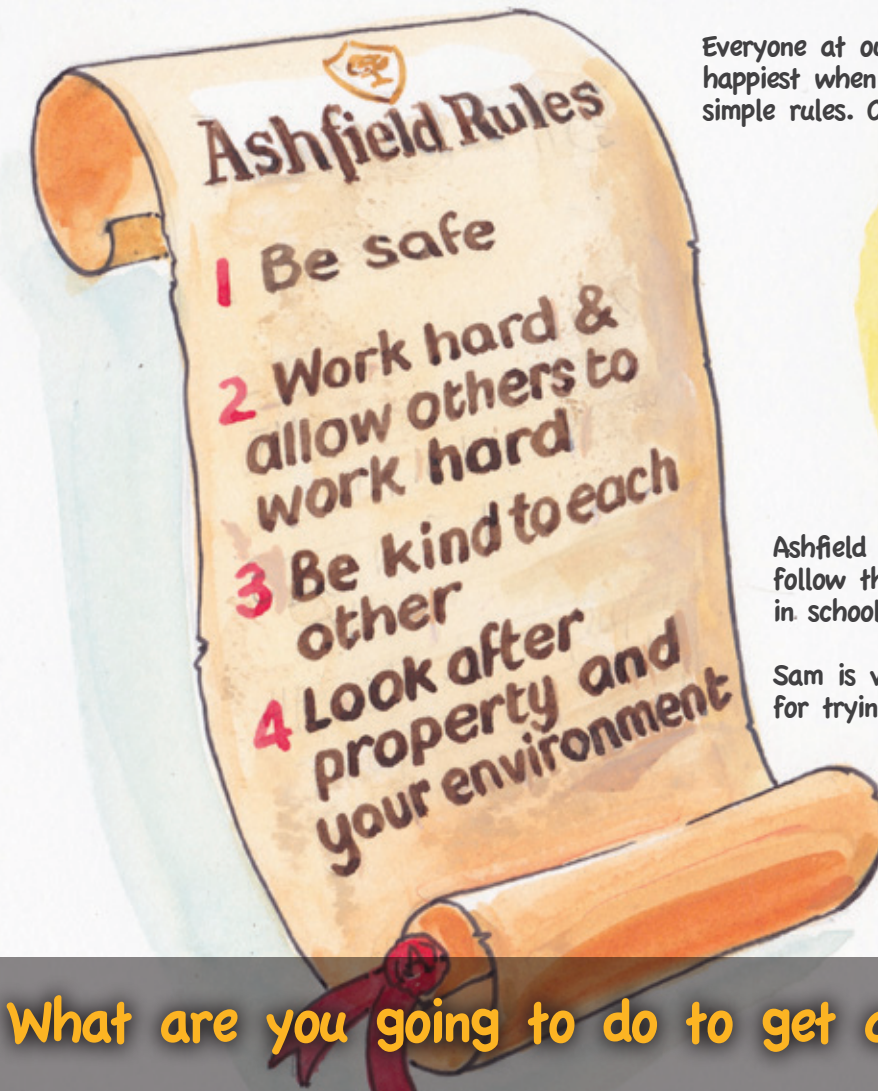 Everyone at
happiest when
simple rules.
Ashfield Rules
1 Be safe
2 Work hard &
allow others to
work hard
3 Be kind to each
other
4 Look after
property and
your environment
Ashfield
follow
in school
Sam is
for
A
What are you going to do to get